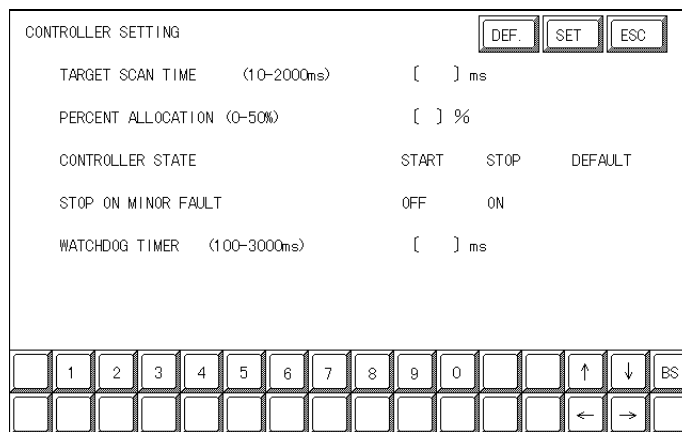 CONTROLLER SETTING DEF. SET ESC
TARGET SCAN TIME (10-2000ms) [ ] ms
PERCENT ALLOCATION (0-50%) [ ] %
CONTROLLER STATE START STOP DEFAULT
STOP ON MINOR FAULT OFF ON
WATCHDOG TIMER (100-3000ms) [ ] ms
1 2 3 4 5 6 7 8 9 0 ↑ ↓ BS
← →